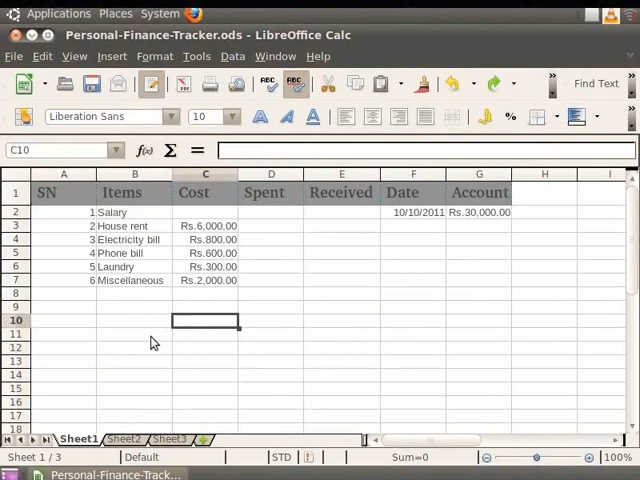 Applications Places System
Personal-Finance-Tracker.ods - LibreOffice Calc
File Edit View Insert Format Tools Data Window Help
ABC ABC » Find Text »
Liberation Sans 10 A A A % » »
C10 f(x) Σ =
A B C D E F G H I
1 SN Items Cost Spent Received Date Account
2 1 Salary 10/10/2011 Rs.30,000.00
3 2 House rent Rs.6,000.00
4 3 Electricity bill Rs.800.00
5 4 Phone bill Rs.600.00
6 5 Laundry Rs.300.00
7 6 Miscellaneous Rs.2,000.00
8
9
10
11
12
13
14
15
16
17
18
Sheet1 Sheet2 Sheet3
Sheet 1 / 3 Default STD Sum=0 100%
Personal-Finance-Track...